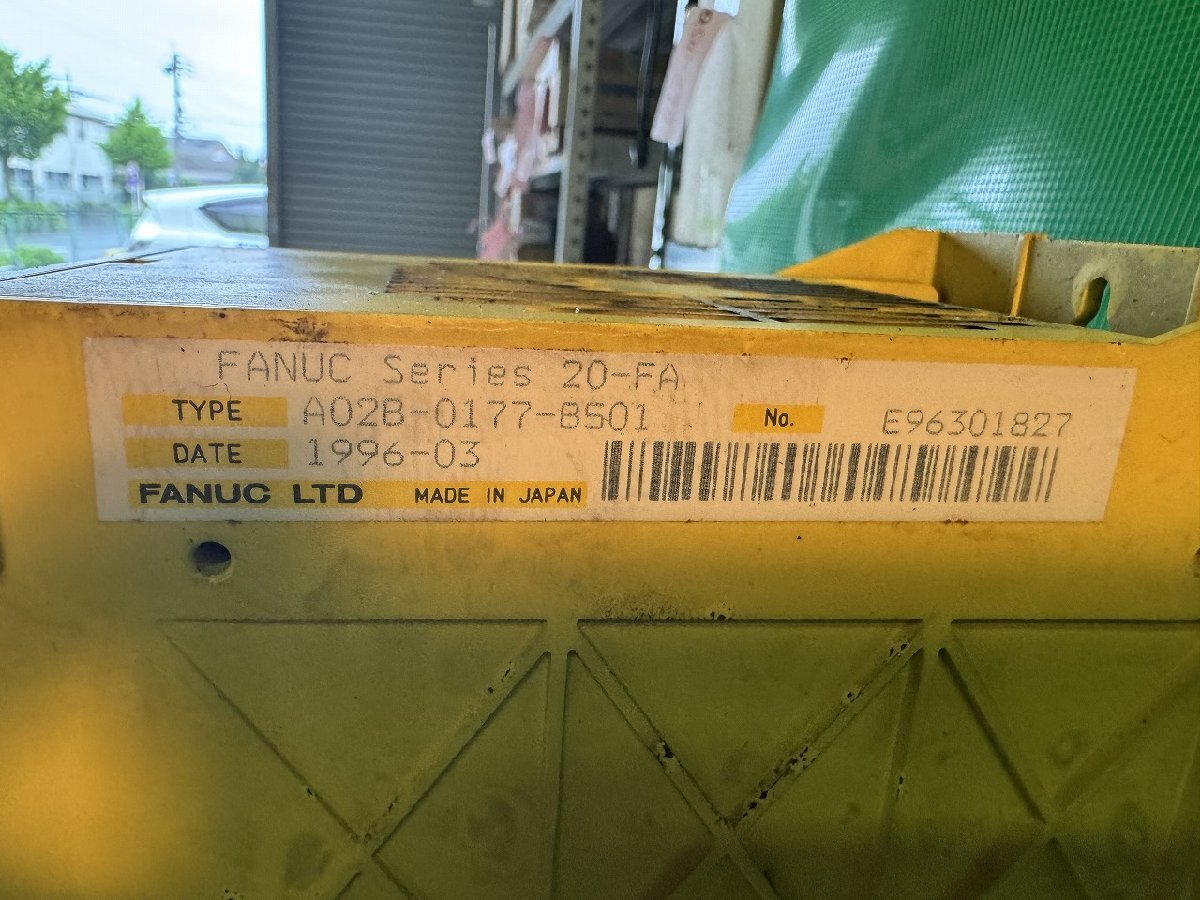 FANUC Series 20-FA
TYPE A02B-0177-B501 No. E96301827
DATE 1996-03
FANUC LTD MADE IN JAPAN